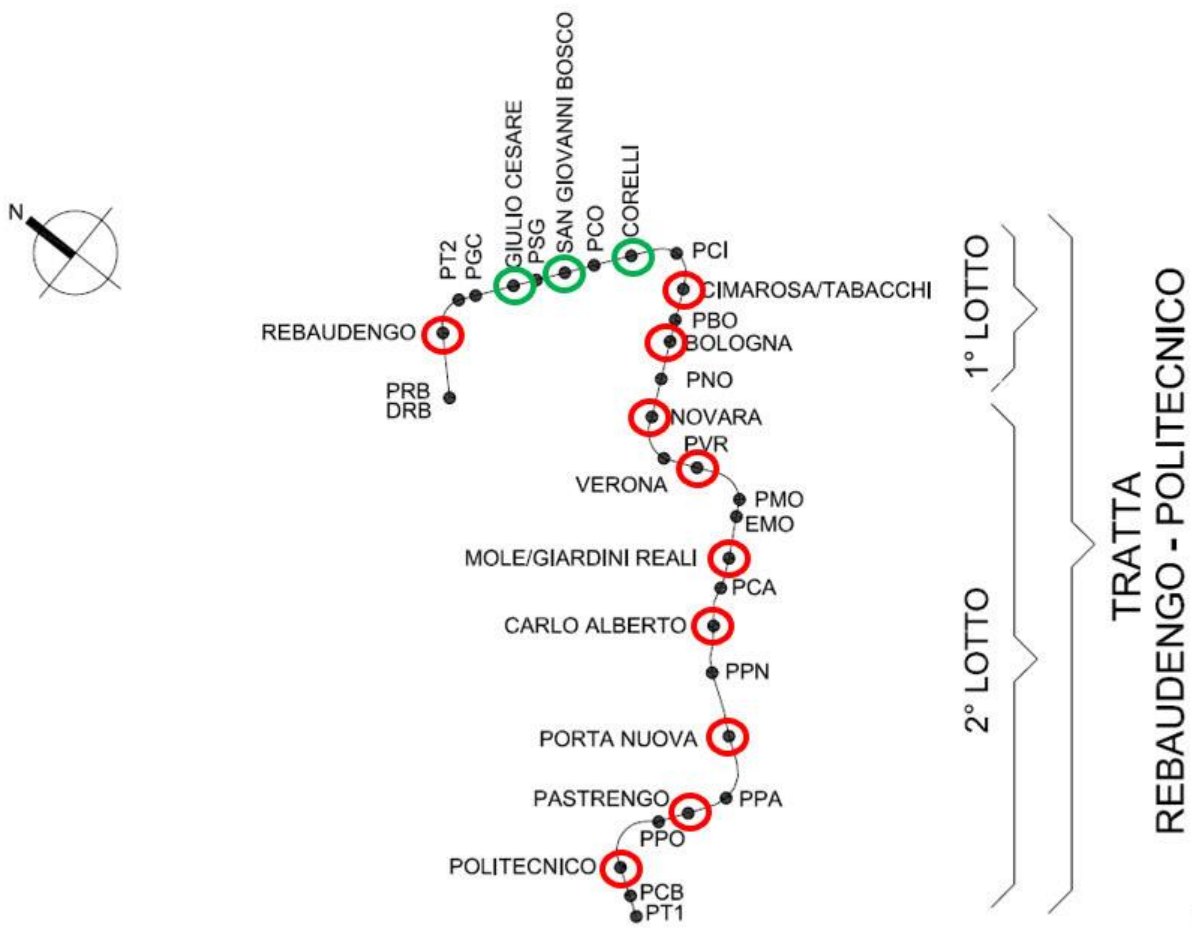 N
PT2
PGC
GIULIO CESARE
PSG
SAN GIOVANNI BOSCO
PCO
CORELLI
PCI
CIMAROSA/TABACCHI
REBAUDENGO
PBO
BOLOGNA
PRB
DRB
PNO
NOVARA
PVR
VERONA
PMO
EMO
MOLE/GIARDINI REALI
PCA
CARLO ALBERTO
PPN
PORTA NUOVA
PASTRENGO
PPA
PPO
POLITECNICO
PCB
PT1
1° LOTTO
2° LOTTO
TRATTA
REBAUDENGO - POLITECNICO